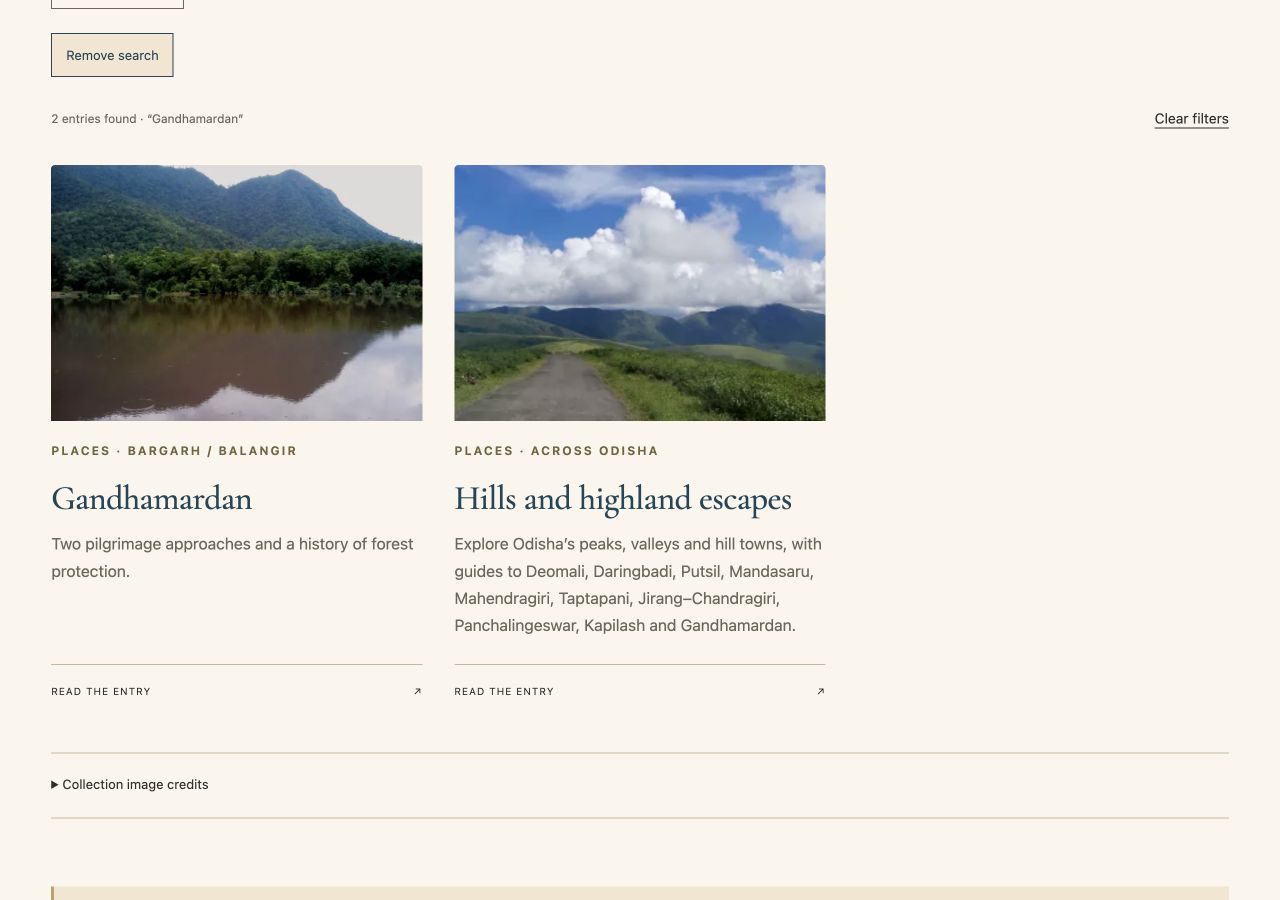 Remove search
2 entries found · “Gandhamardan”
Clear filters
PLACES · BARGARH / BALANGIR
Gandhamardan
Two pilgrimage approaches and a history of forest
protection.
READ THE ENTRY ↗
PLACES · ACROSS ODISHA
Hills and highland escapes
Explore Odisha’s peaks, valleys and hill towns, with
guides to Deomali, Daringbadi, Putsil, Mandasaru,
Mahendragiri, Taptapani, Jirang–Chandragiri,
Panchalingeswar, Kapilash and Gandhamardan.
READ THE ENTRY ↗
Collection image credits